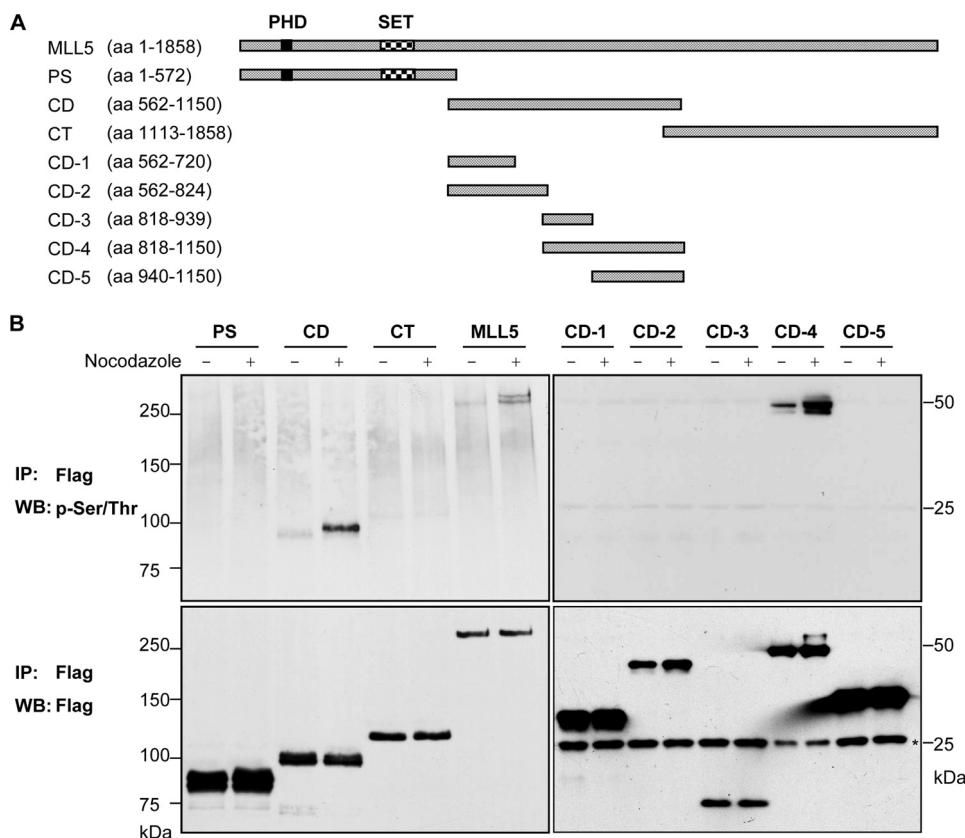 A
PHD SET
MLL5 (aa 1-1858)
PS (aa 1-572)
CD (aa 562-1150)
CT (aa 1113-1858)
CD-1 (aa 562-720)
CD-2 (aa 562-824)
CD-3 (aa 818-939)
CD-4 (aa 818-1150)
CD-5 (aa 940-1150)
B
PS CD CT MLL5 CD-1 CD-2 CD-3 CD-4 CD-5
Nocodazole − + − + − + − + − + − + − + − + − +
250
150
100
75
50
25
IP: Flag
WB: p-Ser/Thr
250
150
100
75
kDa
50
25
*
kDa
IP: Flag
WB: Flag